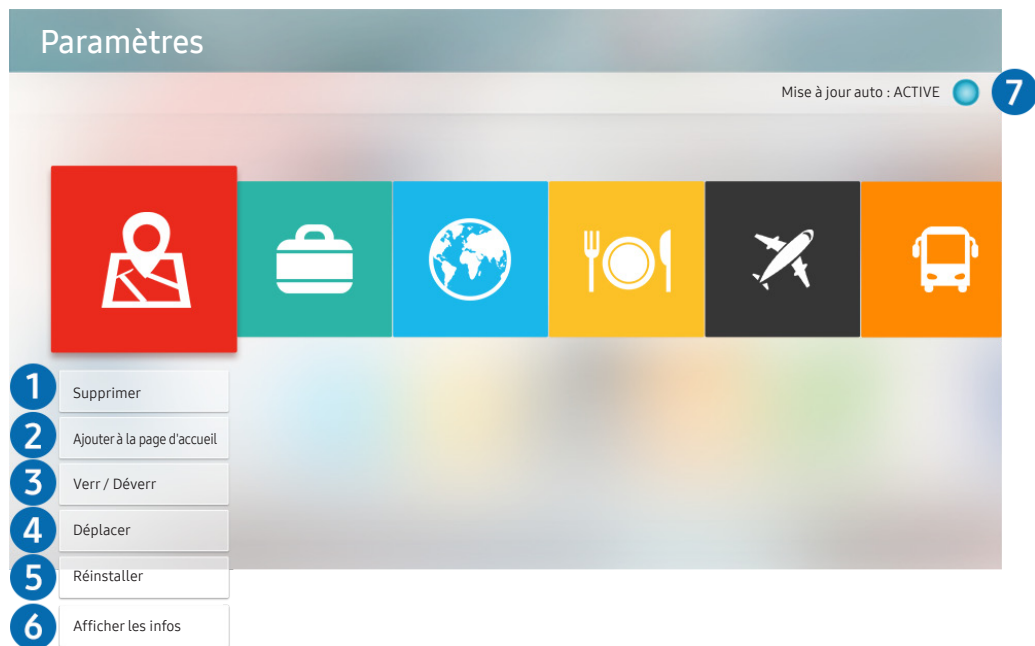 Paramètres
Mise à jour auto : ACTIVE
7
1 Supprimer
2 Ajouter à la page d'accueil
3 Verr / Déverr
4 Déplacer
5 Réinstaller
6 Afficher les infos